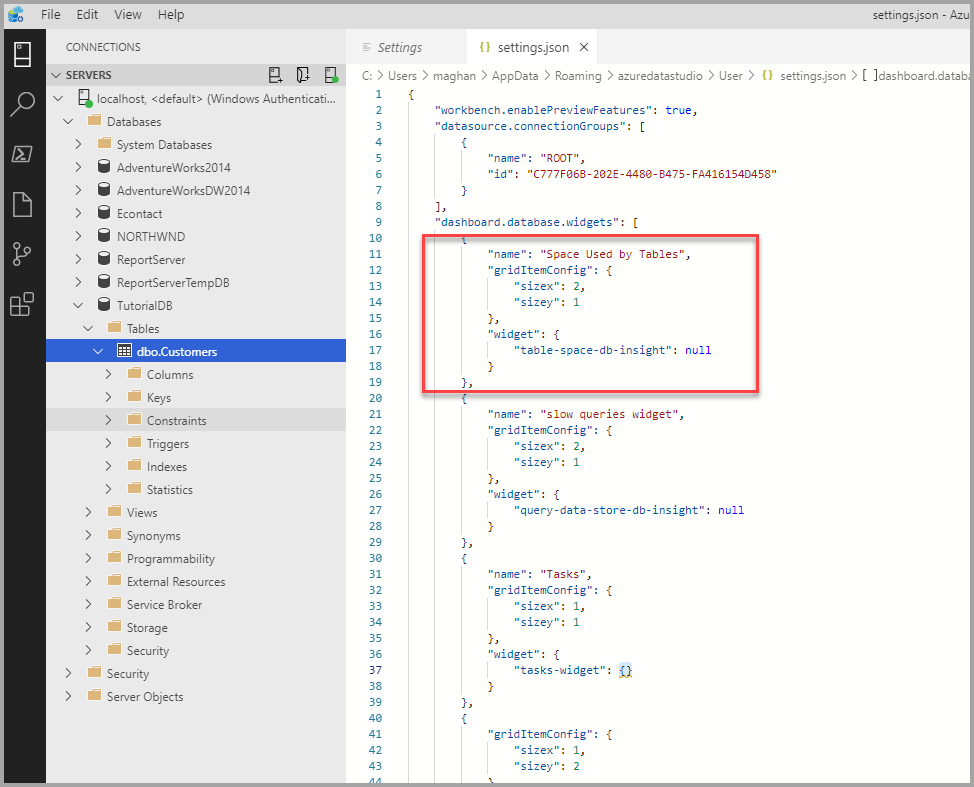 File Edit View Help settings.json - Azu
CONNECTIONS
SERVERS
localhost, <default> (Windows Authenticati...
Databases
System Databases
AdventureWorks2014
AdventureWorksDW2014
Econtact
NORTHWND
ReportServer
ReportServerTempDB
TutorialDB
Tables
dbo.Customers
Columns
Keys
Constraints
Triggers
Indexes
Statistics
Views
Synonyms
Programmability
External Resources
Service Broker
Storage
Security
Security
Server Objects
Settings {} settings.json ×
C: > Users > maghan > AppData > Roaming > azuredatastudio > User > {} settings.json > [ ]dashboard.databa
1 {
2 "workbench.enablePreviewFeatures": true,
3 "datasource.connectionGroups": [
4 {
5 "name": "ROOT",
6 "id": "C777F06B-202E-4480-B475-FA416154D458"
7 }
8 ],
9 "dashboard.database.widgets": [
10 {
11 "name": "Space Used by Tables",
12 "gridItemConfig": {
13 "sizex": 2,
14 "sizey": 1
15 },
16 "widget": {
17 "table-space-db-insight": null
18 }
19 },
20 {
21 "name": "slow queries widget",
22 "gridItemConfig": {
23 "sizex": 2,
24 "sizey": 1
25 },
26 "widget": {
27 "query-data-store-db-insight": null
28 }
29 },
30 {
31 "name": "Tasks",
32 "gridItemConfig": {
33 "sizex": 1,
34 "sizey": 1
35 },
36 "widget": {
37 "tasks-widget": {}
38 }
39 },
40 {
41 "gridItemConfig": {
42 "sizex": 1,
43 "sizey": 2
44 }